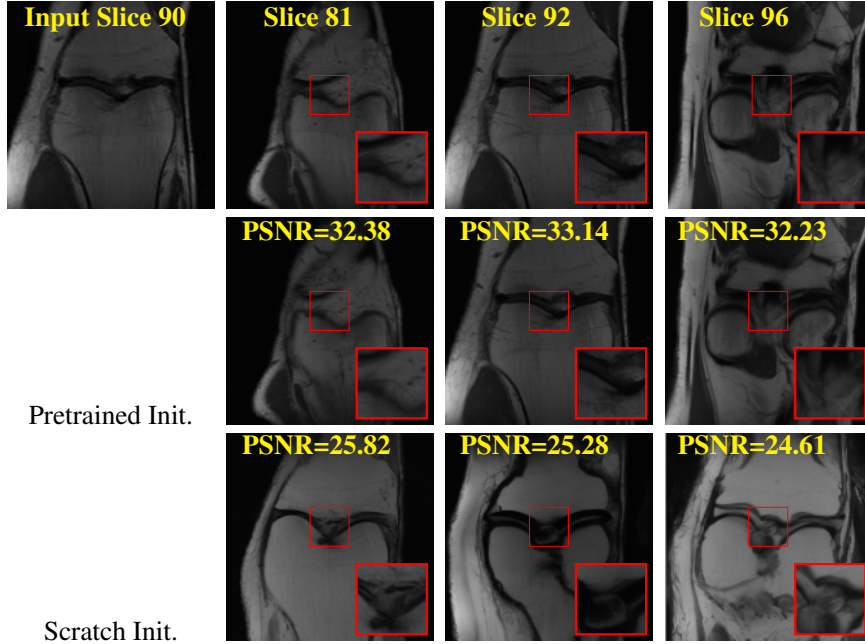 Input Slice 90
Slice 81
Slice 92
Slice 96
PSNR=32.38
PSNR=33.14
PSNR=32.23
Pretrained Init.
PSNR=25.82
PSNR=25.28
PSNR=24.61
Scratch Init.